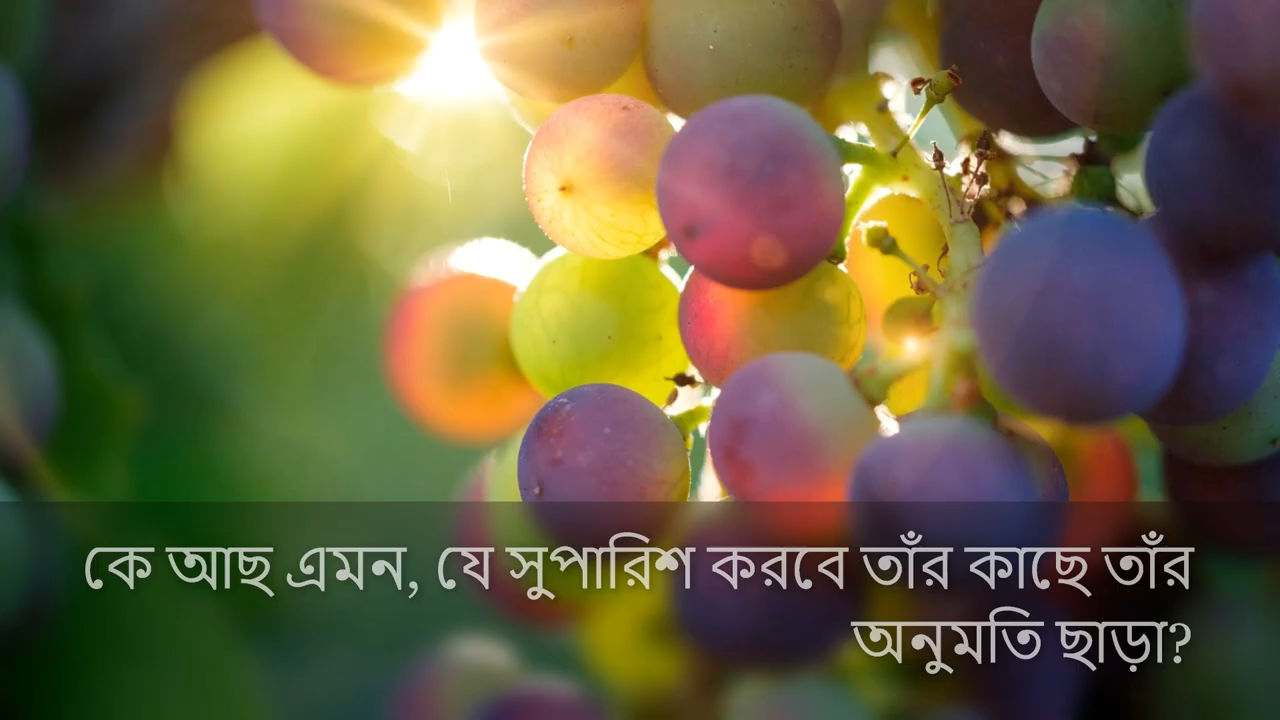 কে আছ এমন, যে সুপারিশ করবে তাঁর কাছে তাঁর
অনুমতি ছাড়া?